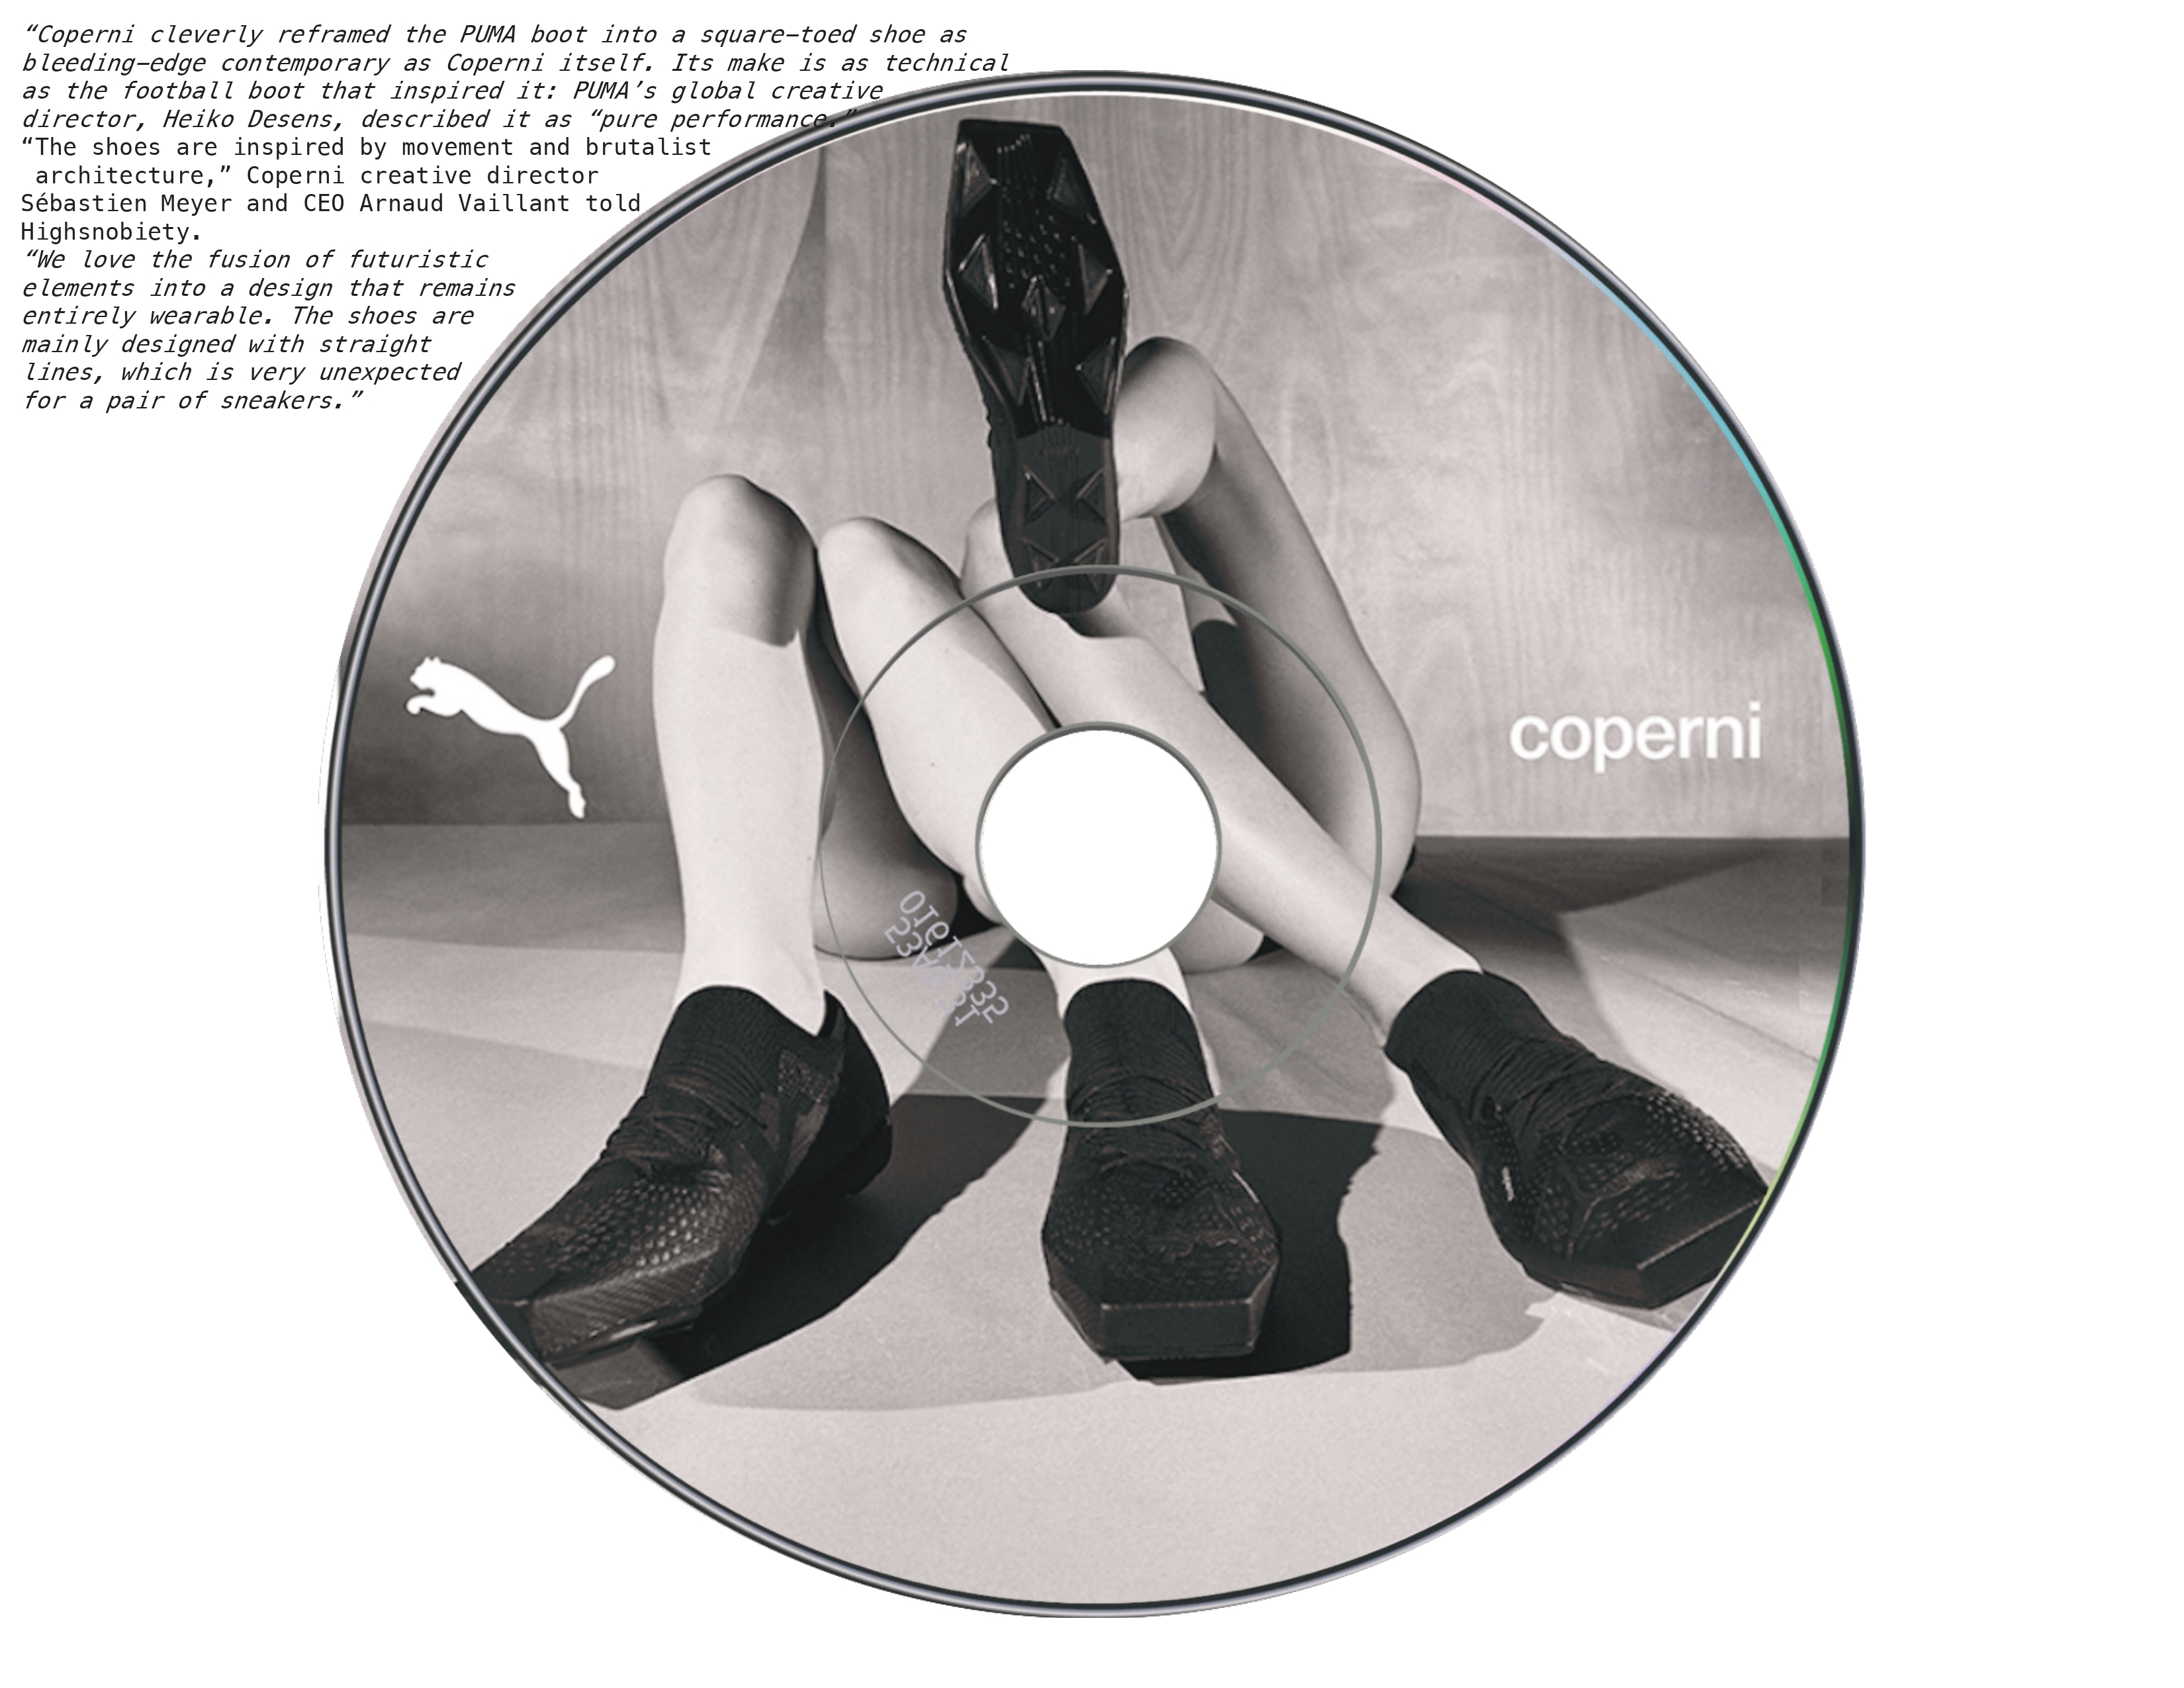 “Coperni cleverly reframed the PUMA boot into a square–toed shoe as
bleeding–edge contemporary as Coperni itself. Its make is as technical
as the football boot that inspired it: PUMA’s global creative
director, Heiko Desens, described it as “pure performance.”
“The shoes are inspired by movement and brutalist
architecture,” Coperni creative director
Sébastien Meyer and CEO Arnaud Vaillant told
Highsnobiety.
“We love the fusion of futuristic
elements into a design that remains
entirely wearable. The shoes are
mainly designed with straight
lines, which is very unexpected
for a pair of sneakers.”
coperni